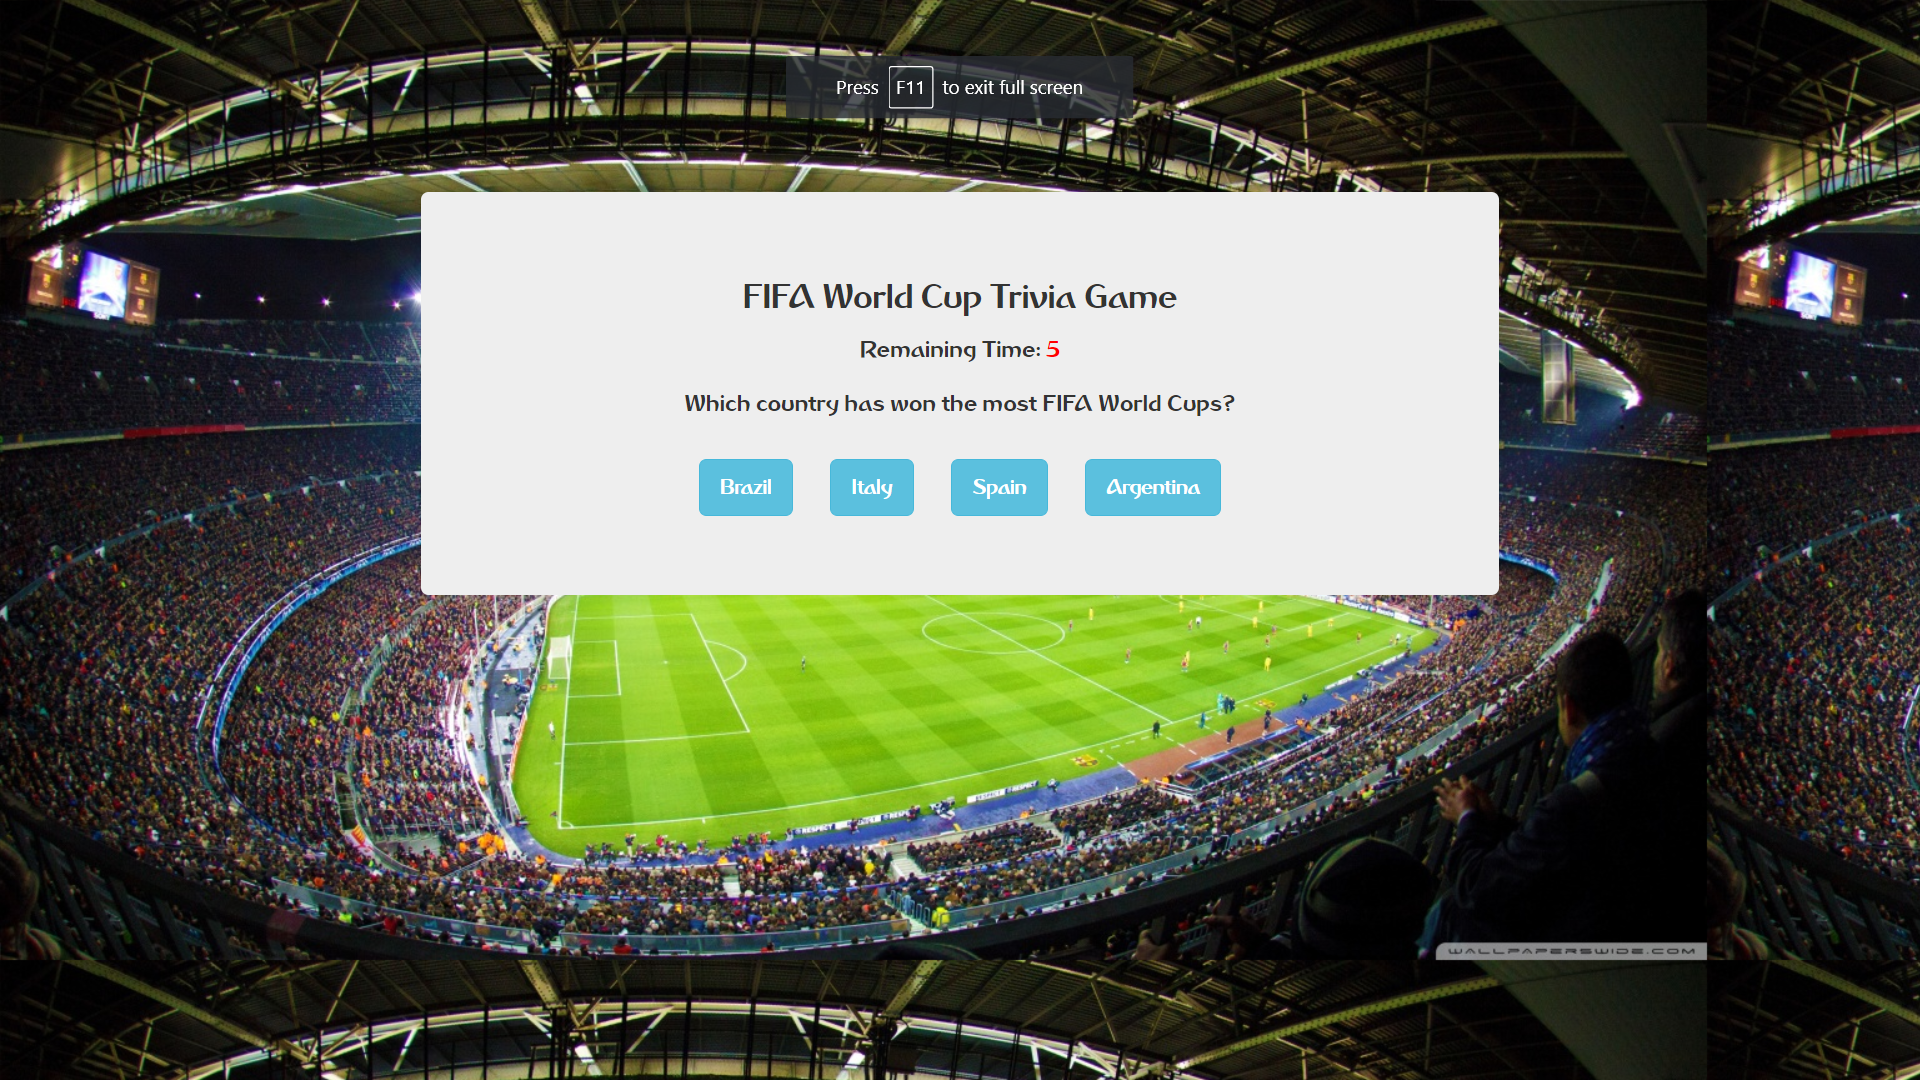 Press F11 to exit full screen
FIFA World Cup Trivia Game
Remaining Time: 5
Which country has won the most FIFA World Cups?
Brazil
Italy
Spain
Argentina
RESPECT
WALLPAPERSWIDE.COM